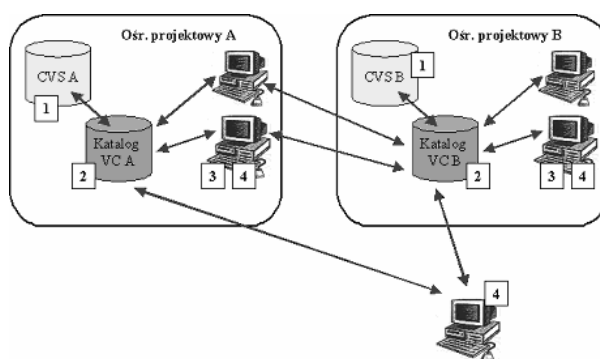 Ośr. projektowy A
CVS A
1
Katalog
VC A
2
3 4
Ośr. projektowy B
CVS B
1
Katalog
VC B
2
3 4
4